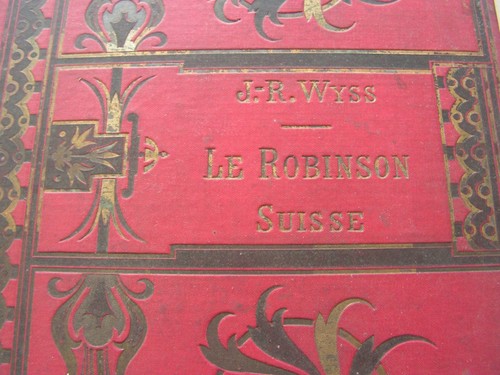 J.-R. WYSS
LE ROBINSON
SUISSE